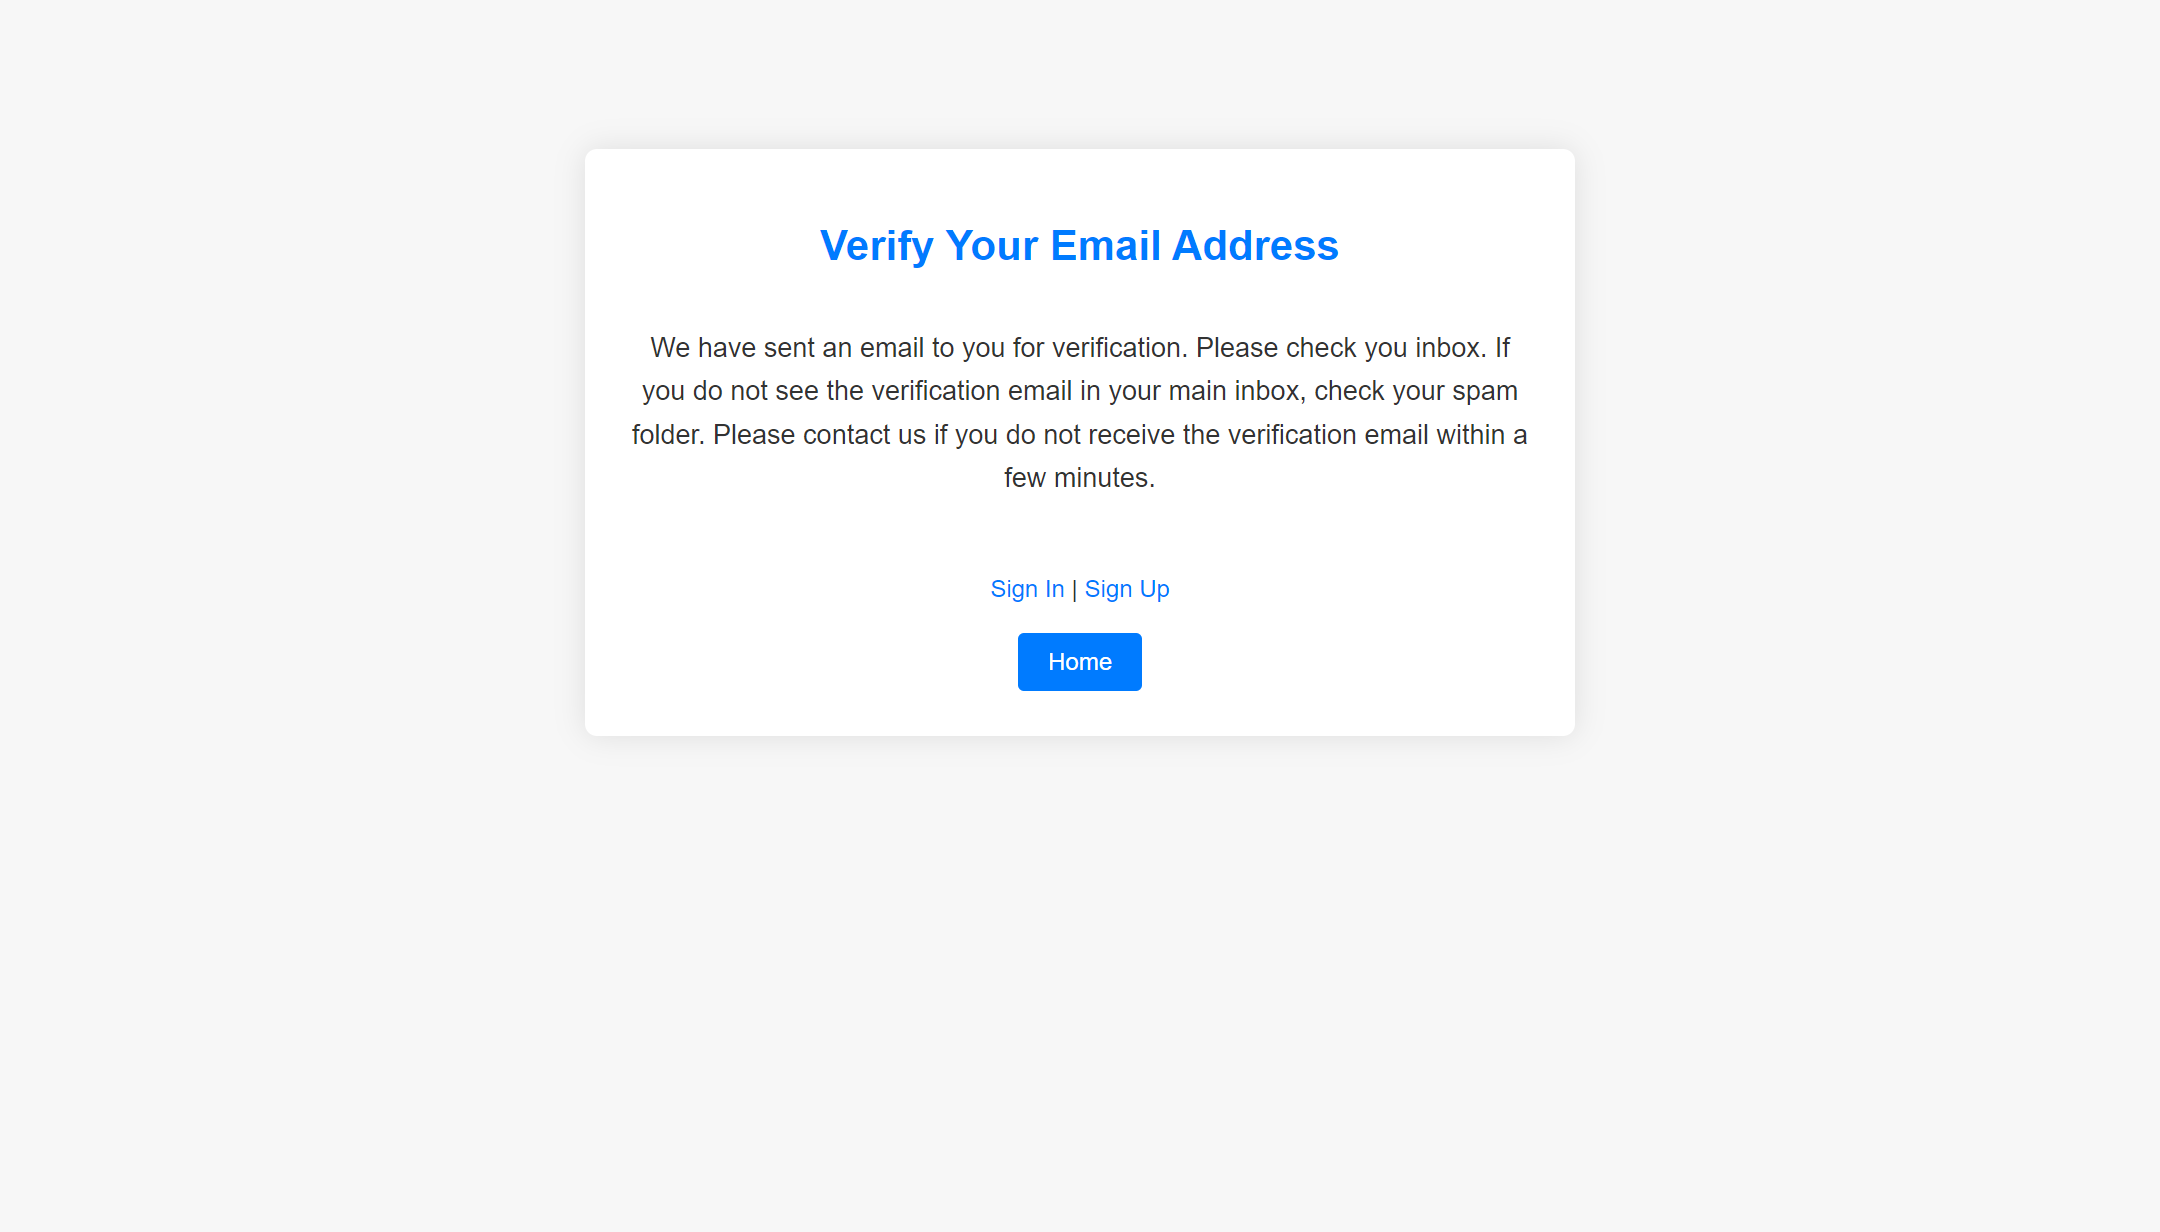 Verify Your Email Address
We have sent an email to you for verification. Please check you inbox. If
you do not see the verification email in your main inbox, check your spam
folder. Please contact us if you do not receive the verification email within a
few minutes.
Sign In | Sign Up
Home